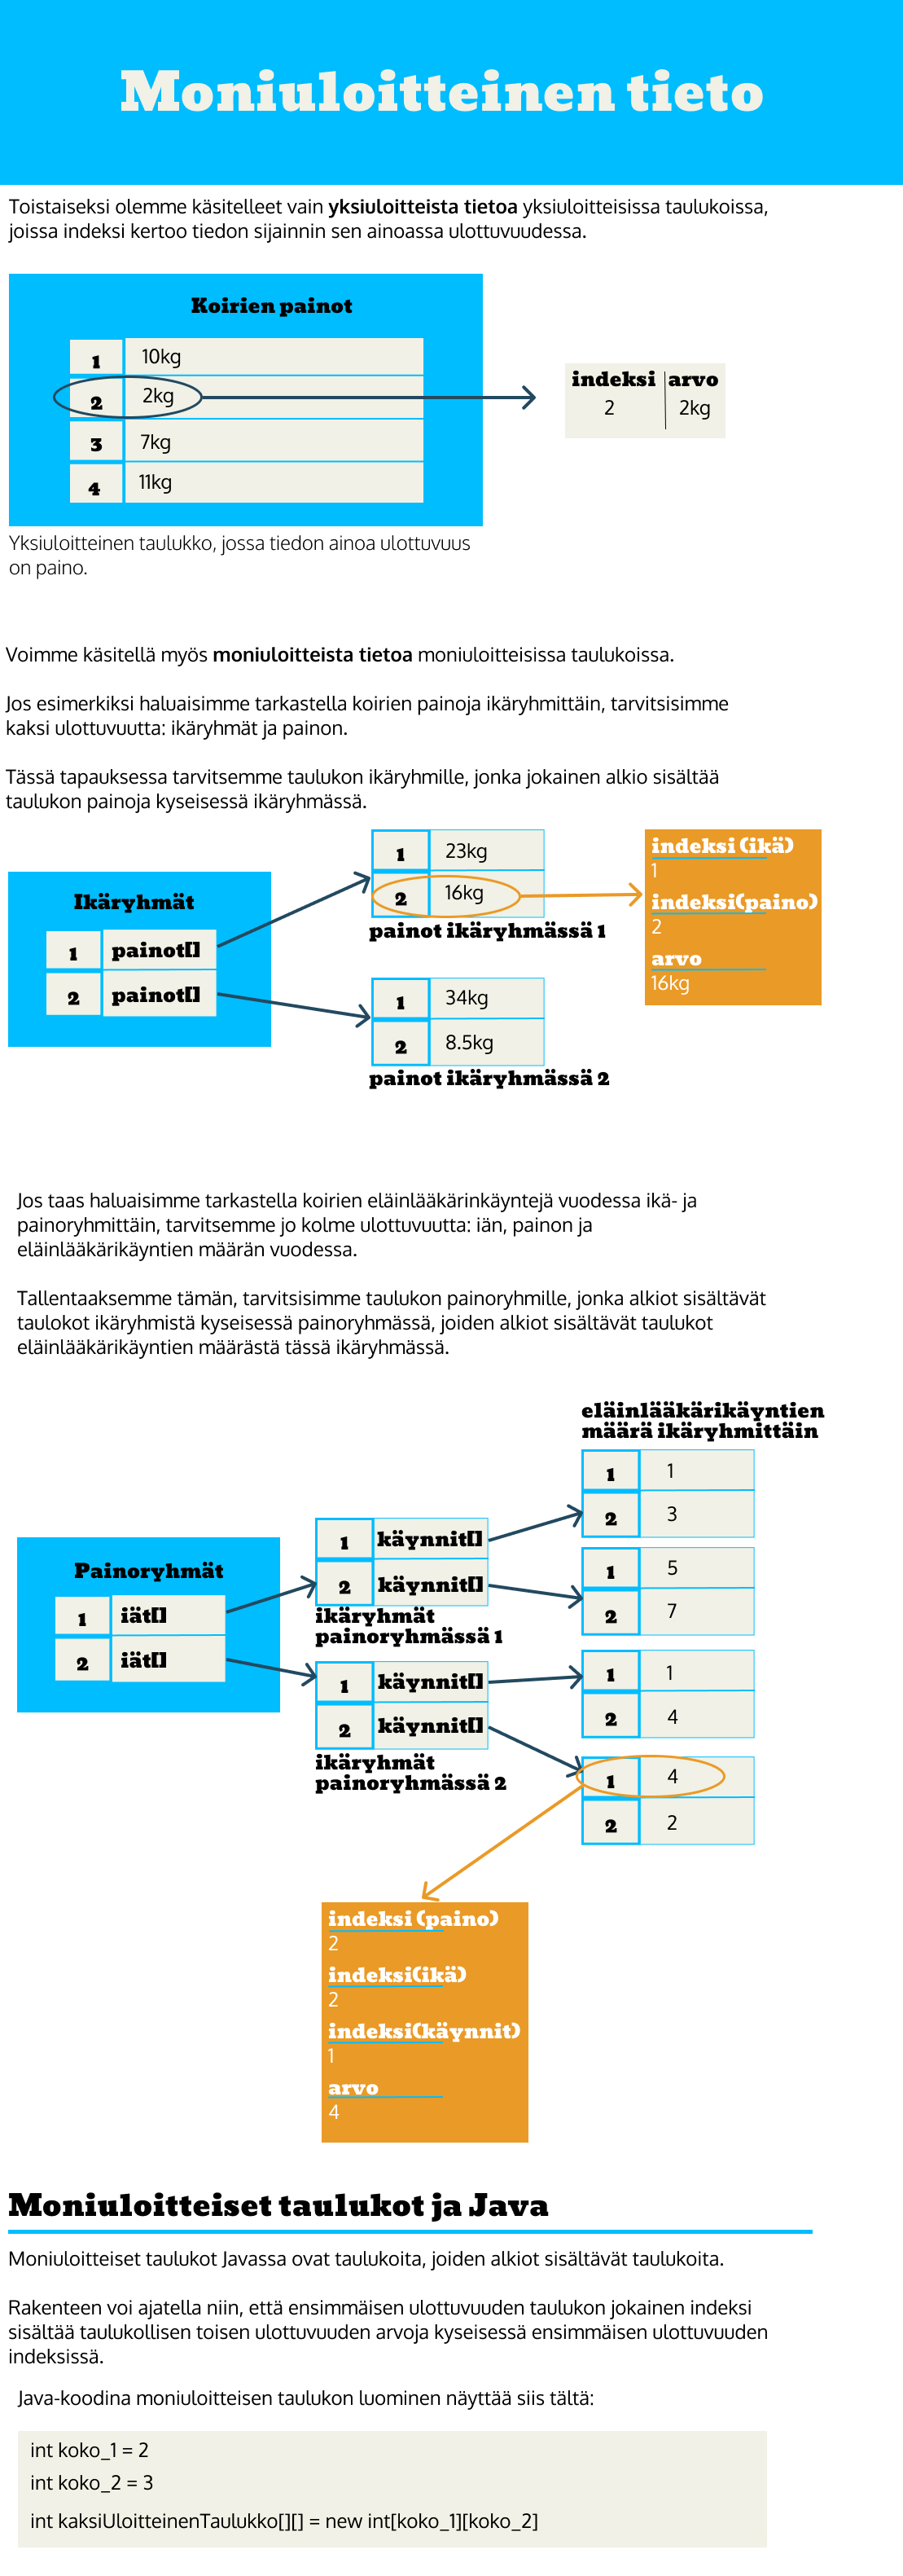 Moniuloitteinen tieto
Toistaiseksi olemme käsitelleet vain yksiuloitteista tietoa yksiuloitteisissa taulukoissa,
joissa indeksi kertoo tiedon sijainnin sen ainoassa ulottuvuudessa.
Koirien painot
1 10kg
2 2kg
3 7kg
4 11kg
indeksi arvo
2 2kg
Yksiuloitteinen taulukko, jossa tiedon ainoa ulottuvuus
on paino.
Voimme käsitellä myös moniuloitteista tietoa moniuloitteisissa taulukoissa.
Jos esimerkiksi haluaisimme tarkastella koirien painoja ikäryhmittäin, tarvitsisimme
kaksi ulottuvuutta: ikäryhmät ja painon.
Tässä tapauksessa tarvitsemme taulukon ikäryhmille, jonka jokainen alkio sisältää
taulukon painoja kyseisessä ikäryhmässä.
Ikäryhmät
1 painot[]
2 painot[]
1 23kg
2 16kg
painot ikäryhmässä 1
1 34kg
2 8.5kg
painot ikäryhmässä 2
indeksi (ikä)
1
indeksi(paino)
2
arvo
16kg
Jos taas haluaisimme tarkastella koirien eläinlääkärinkäyntejä vuodessa ikä- ja
painoryhmittäin, tarvitsemme jo kolme ulottuvuutta: iän, painon ja
eläinlääkärikäyntien määrän vuodessa.
Tallentaaksemme tämän, tarvitsisimme taulukon painoryhmille, jonka alkiot sisältävät
taulokot ikäryhmistä kyseisessä painoryhmässä, joiden alkiot sisältävät taulukot
eläinlääkärikäyntien määrästä tässä ikäryhmässä.
Painoryhmät
1 iät[]
2 iät[]
1 käynnit[]
2 käynnit[]
ikäryhmät
painoryhmässä 1
1 käynnit[]
2 käynnit[]
ikäryhmät
painoryhmässä 2
eläinlääkärikäyntien
määrä ikäryhmittäin
1 1
2 3
1 5
2 7
1 1
2 4
1 4
2 2
indeksi (paino)
2
indeksi(ikä)
2
indeksi(käynnit)
1
arvo
4
Moniuloitteiset taulukot ja Java
Moniuloitteiset taulukot Javassa ovat taulukoita, joiden alkiot sisältävät taulukoita.
Rakenteen voi ajatella niin, että ensimmäisen ulottuvuuden taulukon jokainen indeksi
sisältää taulukollisen toisen ulottuvuuden arvoja kyseisessä ensimmäisen ulottuvuuden
indeksissä.
Java-koodina moniuloitteisen taulukon luominen näyttää siis tältä:
int koko_1 = 2
int koko_2 = 3
int kaksiUloitteinenTaulukko[][] = new int[koko_1][koko_2]